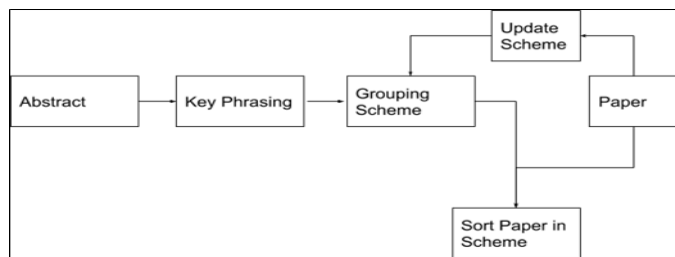 Update
Scheme
Abstract
Key Phrasing
Grouping
Scheme
Paper
Sort Paper in
Scheme